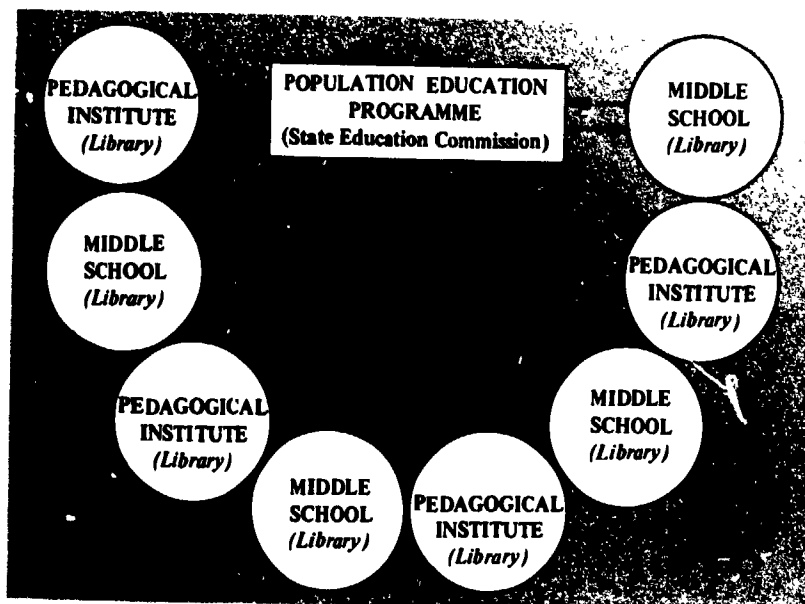 PEDAGOGICAL
INSTITUTE
(Library)
POPULATION EDUCATION
PROGRAMME
(State Education Commission)
MIDDLE
SCHOOL
(Library)
MIDDLE
SCHOOL
(Library)
PEDAGOGICAL
INSTITUTE
(Library)
PEDAGOGICAL
INSTITUTE
(Library)
MIDDLE
SCHOOL
(Library)
MIDDLE
SCHOOL
(Library)
PEDAGOGICAL
INSTITUTE
(Library)